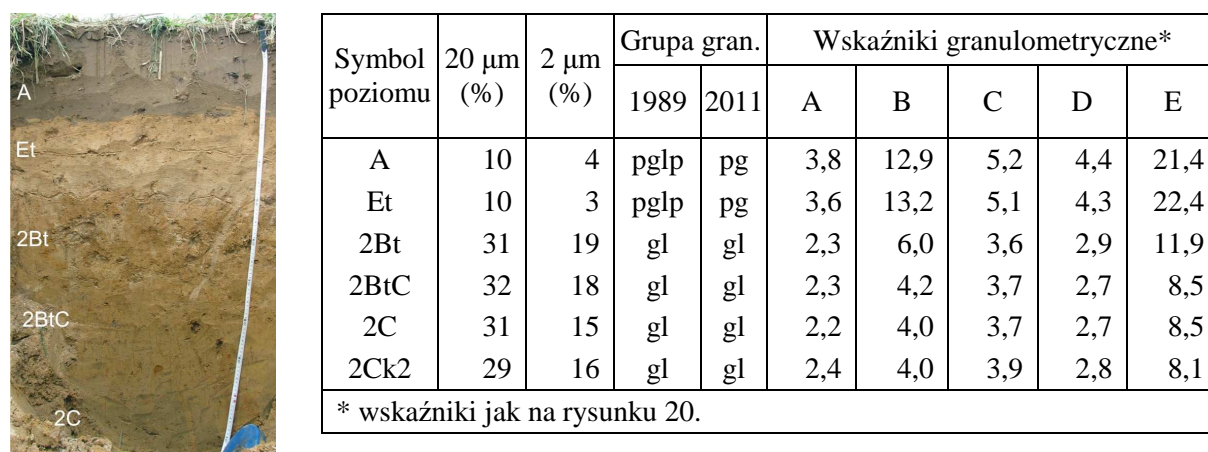 A
Et
2Bt
2BtC
2C
Symbol poziomu 20 μm (%) 2 μm (%) Grupa gran. Wskaźniki granulometryczne*
1989 2011 A B C D E
A 10 4 pglp pg 3,8 12,9 5,2 4,4 21,4
Et 10 3 pglp pg 3,6 13,2 5,1 4,3 22,4
2Bt 31 19 gl gl 2,3 6,0 3,6 2,9 11,9
2BtC 32 18 gl gl 2,3 4,2 3,7 2,7 8,5
2C 31 15 gl gl 2,2 4,0 3,7 2,7 8,5
2Ck2 29 16 gl gl 2,4 4,0 3,9 2,8 8,1
* wskaźniki jak na rysunku 20.